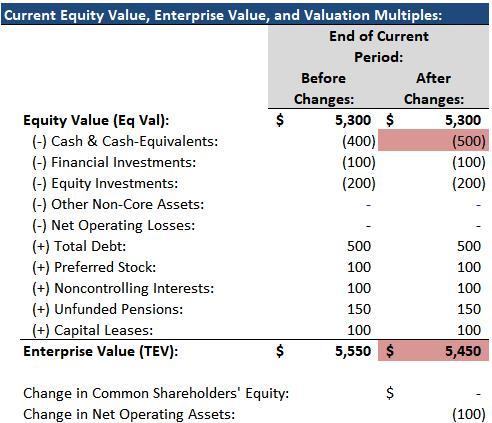 Current Equity Value, Enterprise Value, and Valuation Multiples:
End of Current
Period:
Before After
Changes: Changes:
Equity Value (Eq Val): $ 5,300 $ 5,300
(-) Cash & Cash-Equivalents: (400) (500)
(-) Financial Investments: (100) (100)
(-) Equity Investments: (200) (200)
(-) Other Non-Core Assets: - -
(-) Net Operating Losses: - -
(+) Total Debt: 500 500
(+) Preferred Stock: 100 100
(+) Noncontrolling Interests: 100 100
(+) Unfunded Pensions: 150 150
(+) Capital Leases: 100 100
Enterprise Value (TEV): $ 5,550 $ 5,450
Change in Common Shareholders' Equity: $ -
Change in Net Operating Assets: (100)